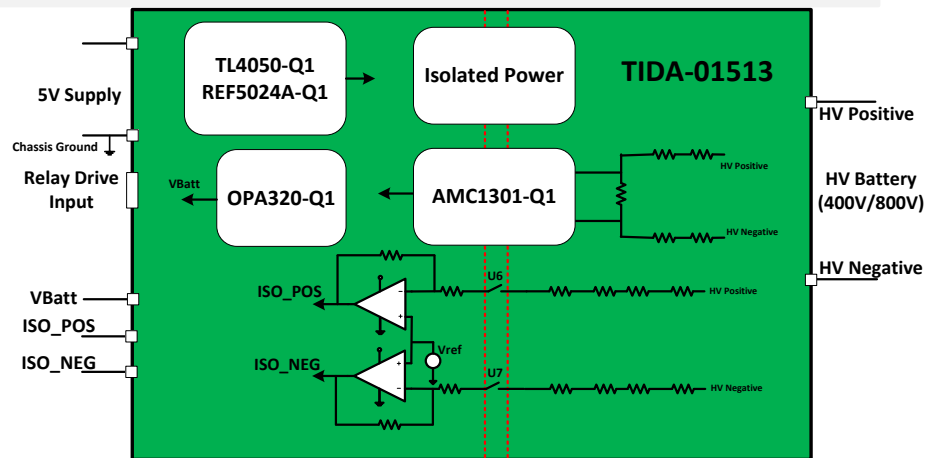 TL4050-Q1
REF5024A-Q1
Isolated Power
TIDA-01513
5V Supply
HV Positive
Chassis Ground
Relay Drive
Input
VBatt
OPA320-Q1
AMC1301-Q1
HV Positive
HV Negative
HV Battery
(400V/800V)
HV Negative
U6
ISO_POS
HV Positive
VBatt
ISO_POS
ISO_NEG
Vref
ISO_NEG
U7
HV Negative